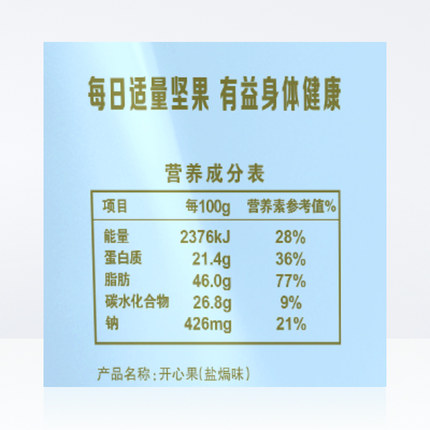 每日适量坚果 有益身体健康
营养成分表
项目 每100g 营养素参考值%
能量 2376kJ 28%
蛋白质 21.4g 36%
脂肪 46.0g 77%
碳水化合物 26.8g 9%
钠 426mg 21%
产品名称:开心果(盐焗味)